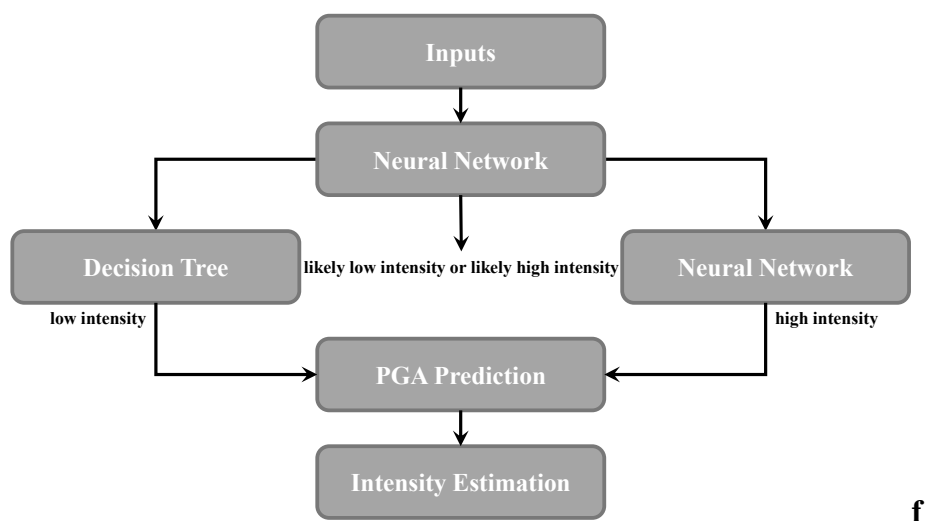 Inputs
Neural Network
Decision Tree
likely low intensity or likely high intensity
Neural Network
low intensity
high intensity
PGA Prediction
Intensity Estimation
f